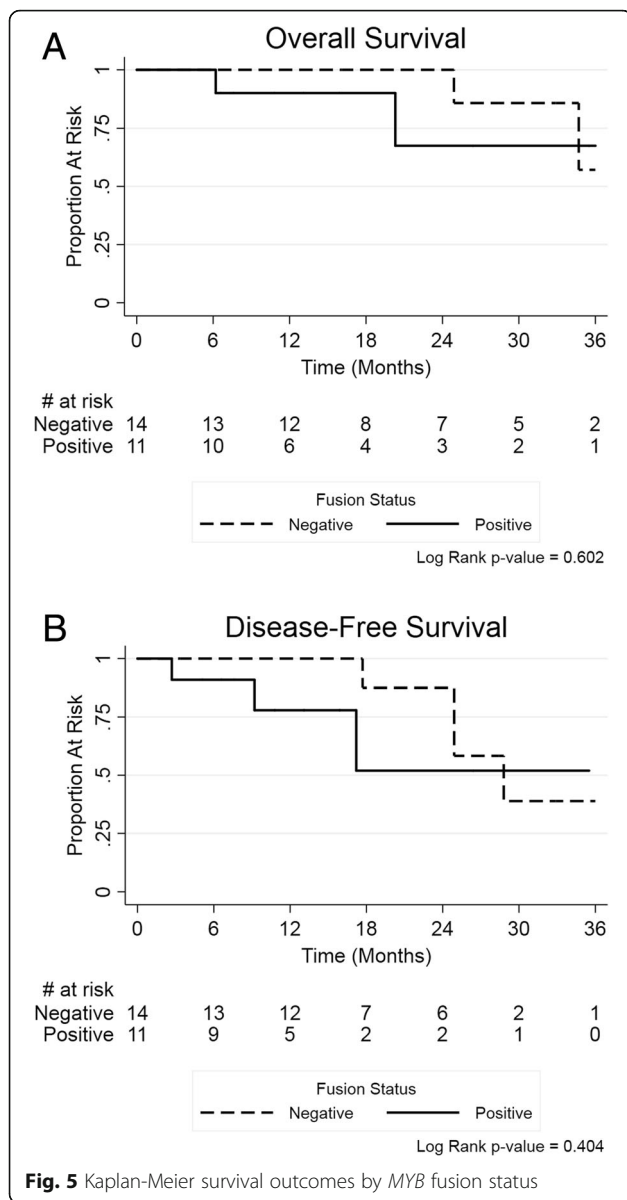 A
Overall Survival
Proportion At Risk
1
.75
.5
.25
0
0 6 12 18 24 30 36
Time (Months)
# at risk
Negative 14 13 12 8 7 5 2
Positive 11 10 6 4 3 2 1
Fusion Status
Negative Positive
Log Rank p-value = 0.602
B
Disease-Free Survival
Proportion At Risk
1
.75
.5
.25
0
0 6 12 18 24 30 36
Time (Months)
# at risk
Negative 14 13 12 7 6 2 1
Positive 11 9 5 2 2 1 0
Fusion Status
Negative Positive
Log Rank p-value = 0.404
Fig. 5 Kaplan-Meier survival outcomes by MYB fusion status